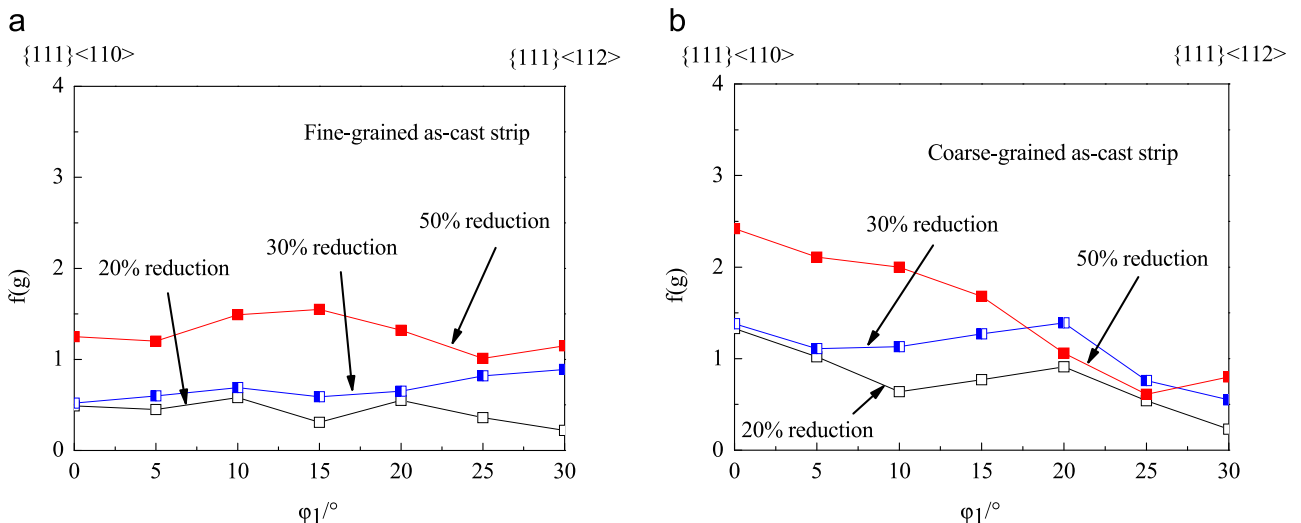 a
{111}<110>
{111}<112>
4
3
2
1
0
f(g)
Fine-grained as-cast strip
50% reduction
30% reduction
20% reduction
0 5 10 15 20 25 30
φ1/°
b
{111}<110>
{111}<112>
4
3
2
1
0
f(g)
Coarse-grained as-cast strip
30% reduction
50% reduction
20% reduction
0 5 10 15 20 25 30
φ1/°